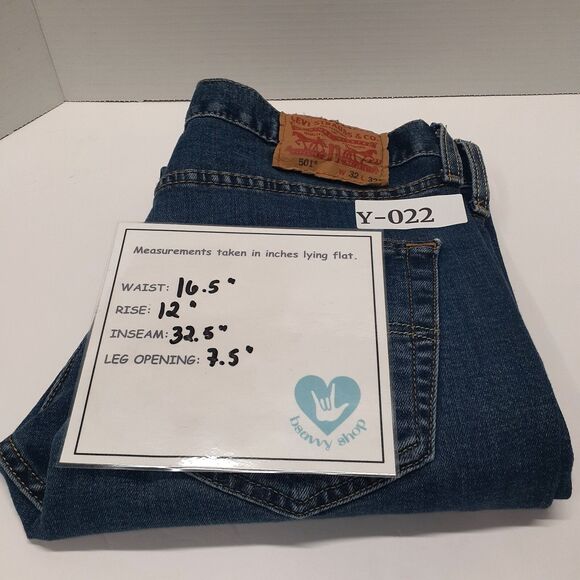 LEVI STRAUSS & CO.
501®
W 32 L 32
Y-022
Measurements taken in inches lying flat.
WAIST: 16.5"
RISE: 12"
INSEAM: 32.5"
LEG OPENING: 7.5"
bsavvy shop